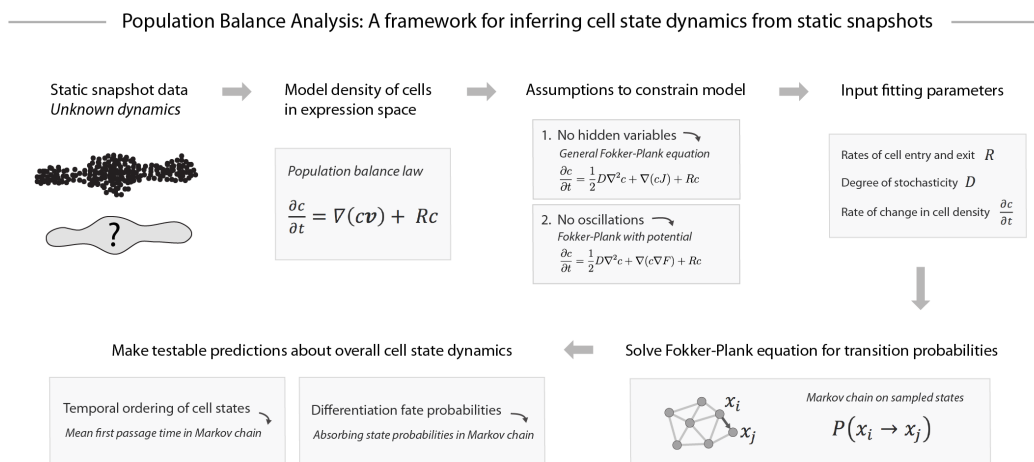 Population Balance Analysis: A framework for inferring cell state dynamics from static snapshots
Static snapshot data
Unknown dynamics
?
Model density of cells
in expression space
Population balance law
∂c/∂t = ∇(cv) + Rc
Assumptions to constrain model
1. No hidden variables
General Fokker-Plank equation
∂c/∂t = 1/2 D∇²c + ∇(cJ) + Rc
2. No oscillations
Fokker-Plank with potential
∂c/∂t = 1/2 D∇²c + ∇(c∇F) + Rc
Input fitting parameters
Rates of cell entry and exit R
Degree of stochasticity D
Rate of change in cell density ∂c/∂t
Solve Fokker-Plank equation for transition probabilities
x_i
x_j
Markov chain on sampled states
P(x_i → x_j)
Make testable predictions about overall cell state dynamics
Temporal ordering of cell states
Mean first passage time in Markov chain
Differentiation fate probabilities
Absorbing state probabilities in Markov chain